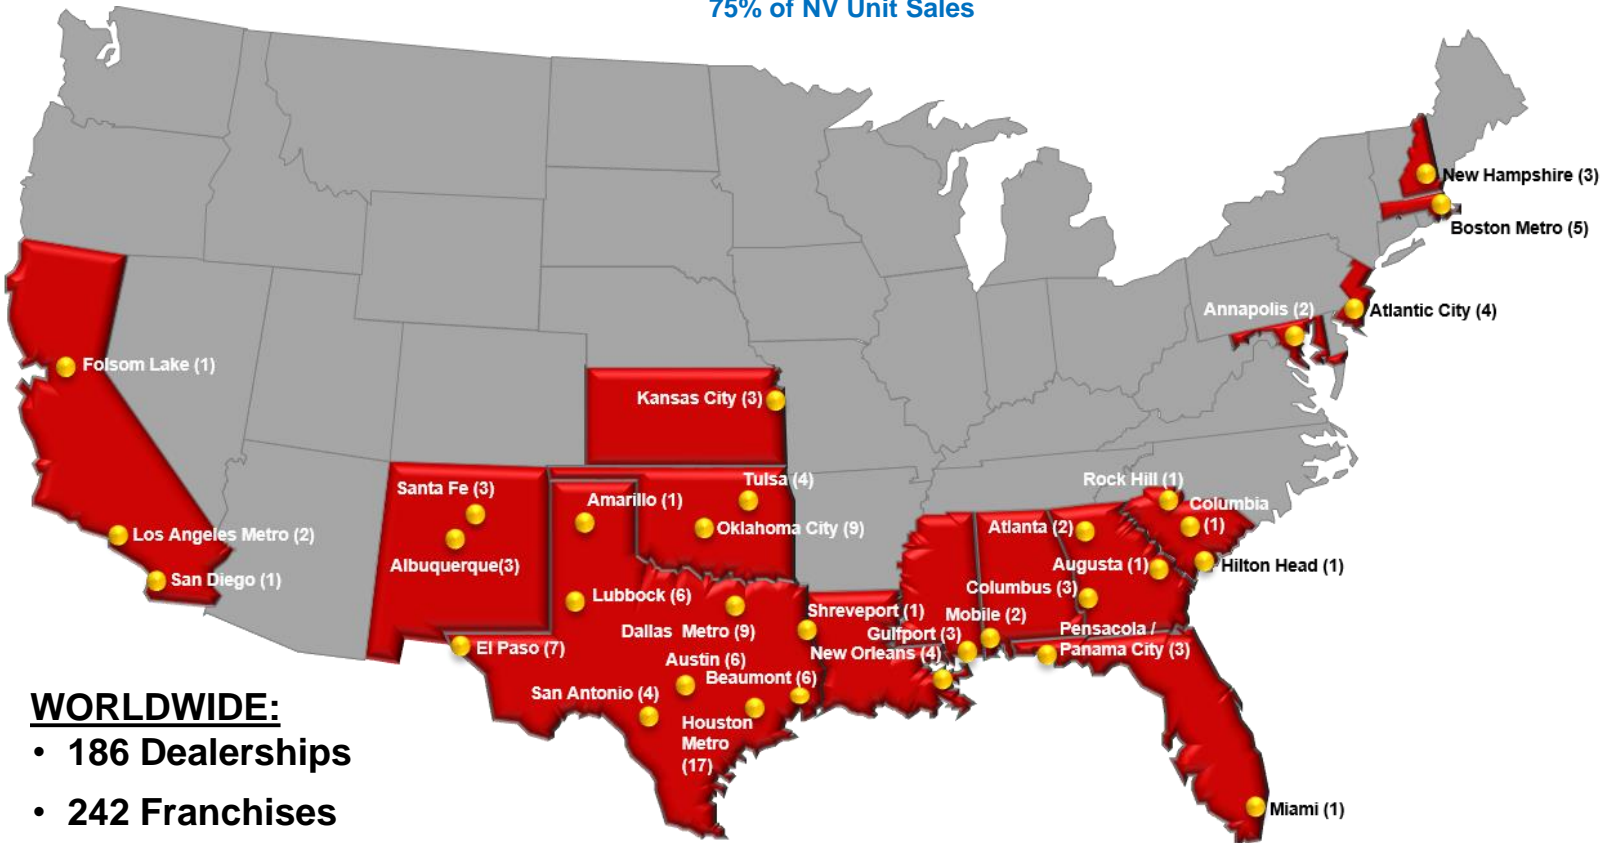 75% of NV Unit Sales
New Hampshire (3)
Boston Metro (5)
Annapolis (2)
Atlantic City (4)
Folsom Lake (1)
Kansas City (3)
Tulsa (4)
Rock Hill (1)
Santa Fe (3)
Amarillo (1)
Columbia
(1)
Los Angeles Metro (2)
Oklahoma City (9)
Atlanta (2)
Albuquerque(3)
Augusta (1)
Hilton Head (1)
San Diego (1)
Columbus (3)
Lubbock (6)
Shreveport (1)
Mobile (2)
Dallas Metro (9)
Gulfport (3)
Pensacola /
Panama City (3)
El Paso (7)
New Orleans (4)
Austin (6)
Beaumont (6)
San Antonio (4)
Houston
Metro
(17)
WORLDWIDE:
• 186 Dealerships
• 242 Franchises
Miami (1)